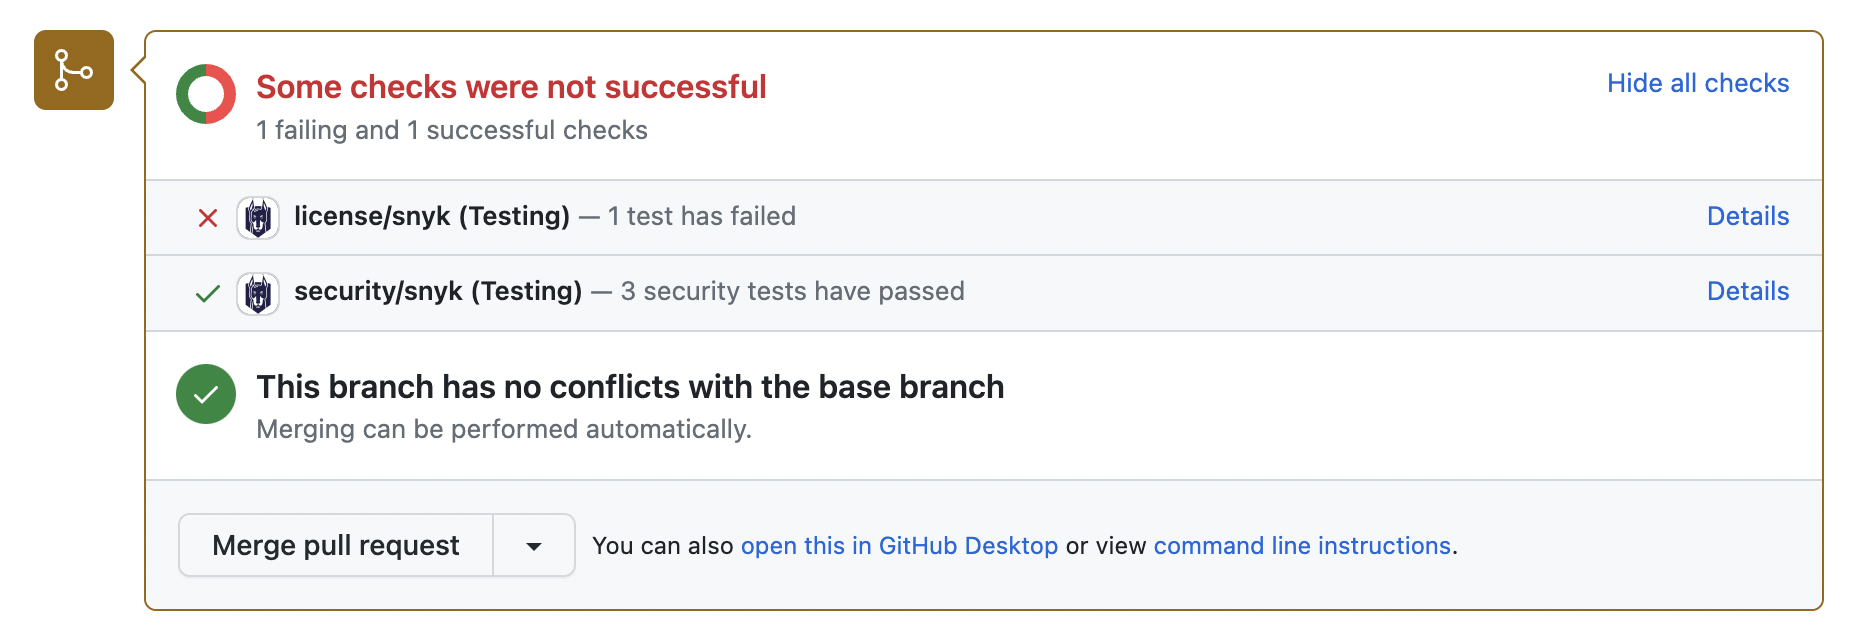 Some checks were not successful
Hide all checks
1 failing and 1 successful checks
license/snyk (Testing) — 1 test has failed
Details
security/snyk (Testing) — 3 security tests have passed
Details
This branch has no conflicts with the base branch
Merging can be performed automatically.
Merge pull request
You can also open this in GitHub Desktop or view command line instructions.